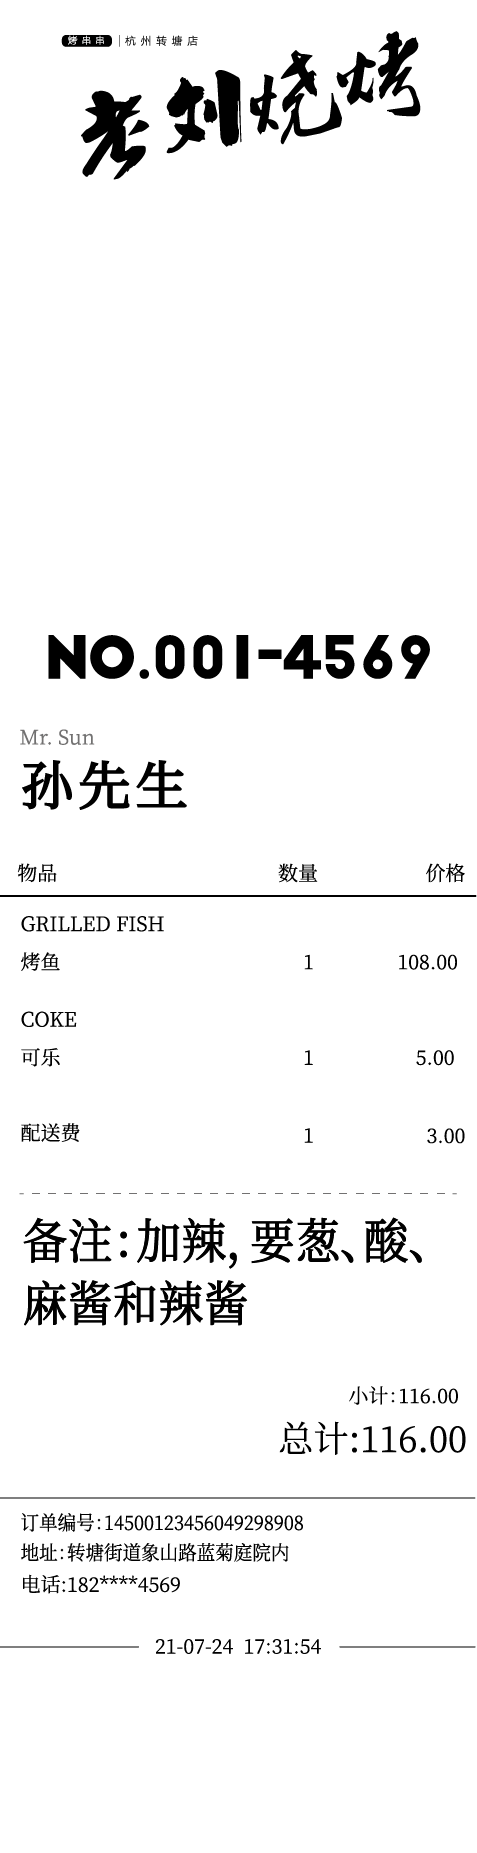 烤串串 | 杭州转塘店
老刘烧烤
NO.001-4569
Mr. Sun
孙先生
物品 数量 价格
GRILLED FISH
烤鱼 1 108.00
COKE
可乐 1 5.00
配送费 1 3.00
备注:加辣,要葱、酸、
麻酱和辣酱
小计:116.00
总计:116.00
订单编号:14500123456049298908
地址:转塘街道象山路蓝菊庭院内
电话:182****4569
21-07-24 17:31:54